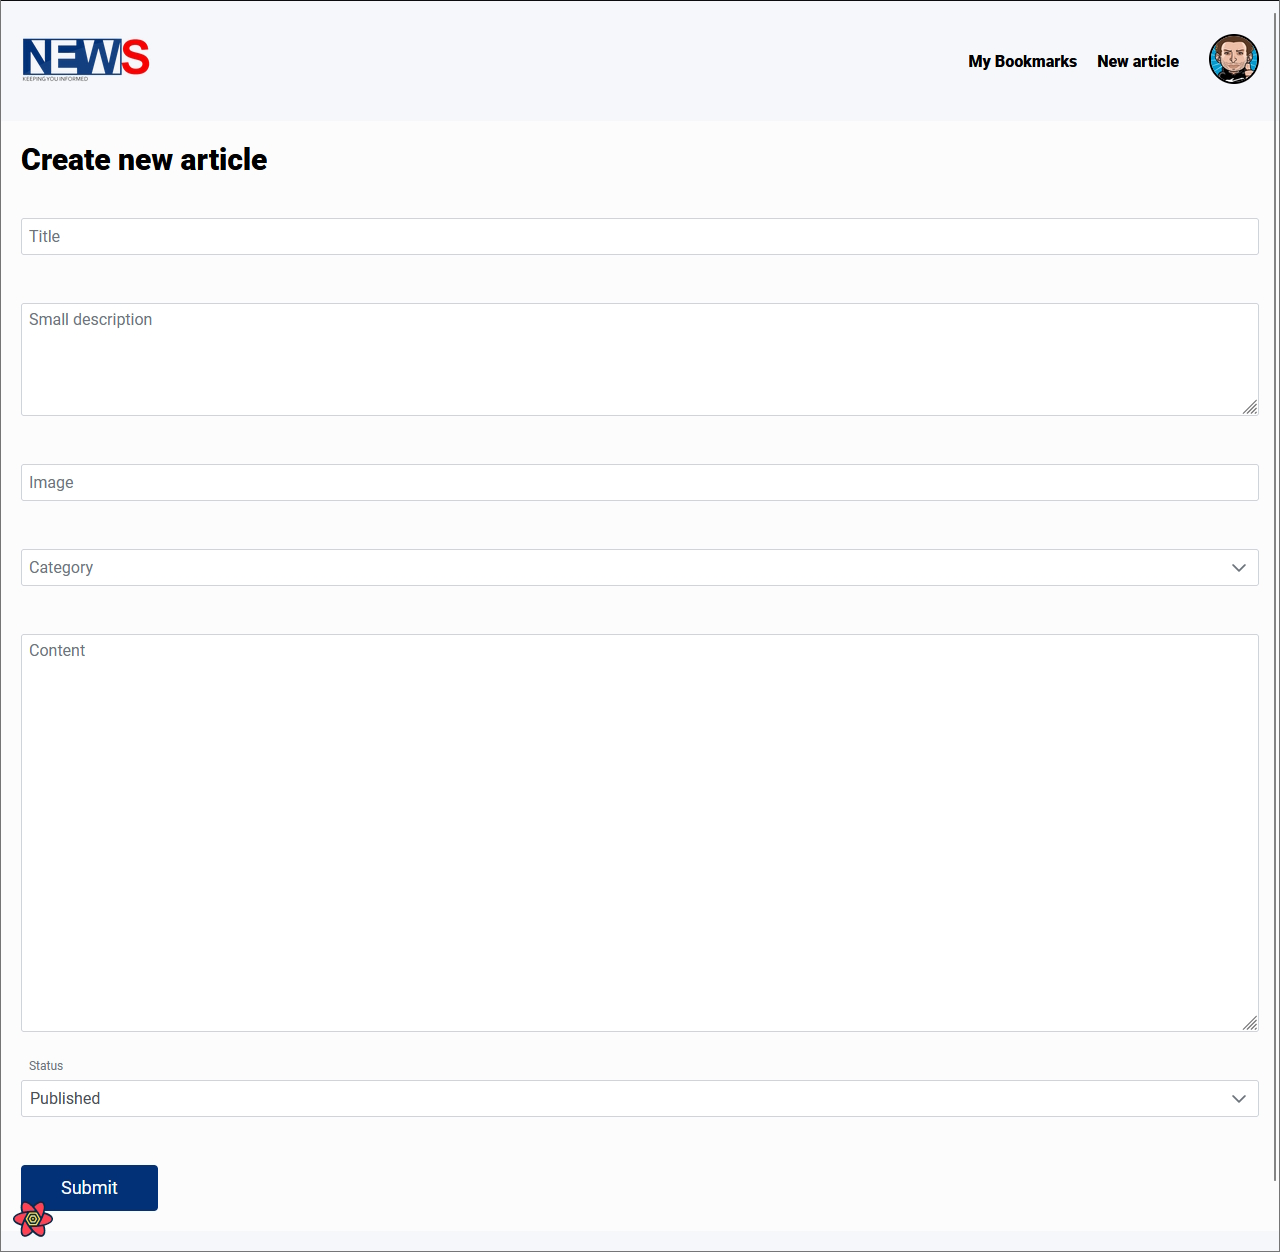 NEWS
KEEPING YOU INFORMED
My Bookmarks New article
Create new article
Title
Small description
Image
Category
Content
Status
Published
Submit